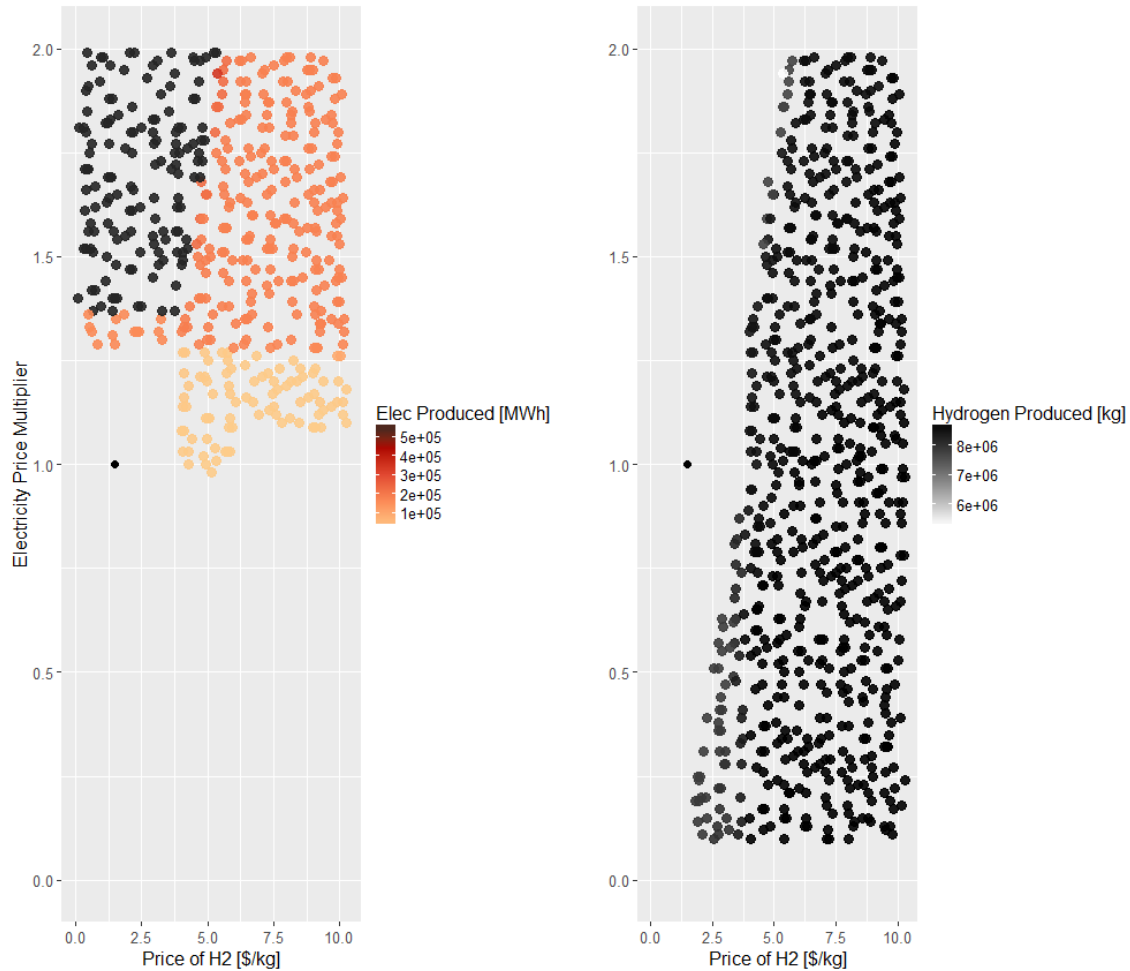 2.0
1.5
1.0
0.5
0.0
Electricity Price Multiplier
0.0 2.5 5.0 7.5 10.0
Price of H2 [$/kg]
Elec Produced [MWh]
5e+05
4e+05
3e+05
2e+05
1e+05
2.0
1.5
1.0
0.5
0.0
0.0 2.5 5.0 7.5 10.0
Price of H2 [$/kg]
Hydrogen Produced [kg]
8e+06
7e+06
6e+06